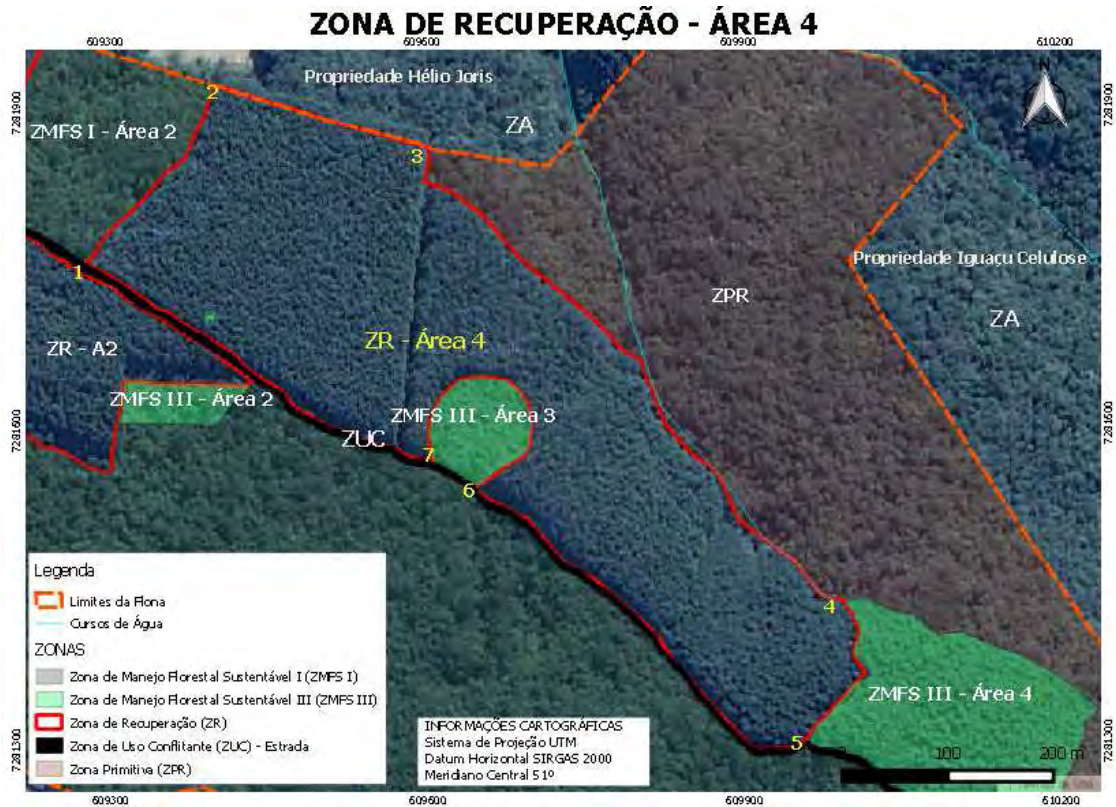 ZONA DE RECUPERAÇÃO - ÁREA 4
609300
609500
609900
610200
Propriedade Hélio Joris
N
7281900
7281900
2
ZMFS I - Área 2
ZA
3
1
Propriedade Iguaçu Celulose
ZPR
ZA
ZR - A2
ZR - Área 4
ZMFS III - Área 2
ZMFS III - Área 3
7281600
7281600
ZUC
7
6
Legenda
Limites da Flona
Cursos de Água
ZONAS
Zona de Manejo Florestal Sustentável I (ZMFS I)
Zona de Manejo Florestal Sustentável III (ZMFS III)
Zona de Recuperação (ZR)
Zona de Uso Conflitante (ZUC) - Estrada
Zona Primitiva (ZPR)
INFORMAÇÕES CARTOGRÁFICAS
Sistema de Projeção UTM
Datum Horizontal SIRGAS 2000
Meridiano Central 51º
4
ZMFS III - Área 4
5
7281300
7281300
0
100
200 m
609300
609600
609900
610200